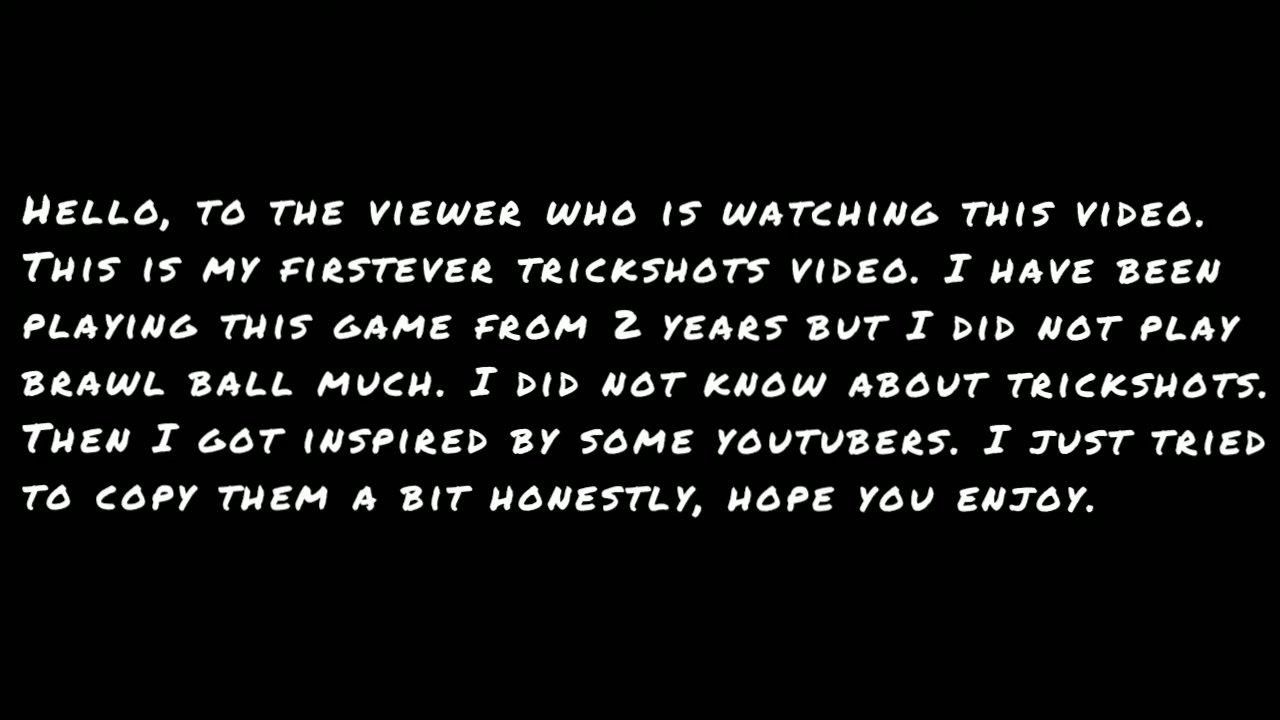 Hello, to the viewer who is watching this video.
This is my firstever trickshots video. I have been
playing this game from 2 years but I did not play
brawl ball much. I did not know about trickshots.
Then I got inspired by some youtubers. I just tried
to copy them a bit honestly, hope you enjoy.